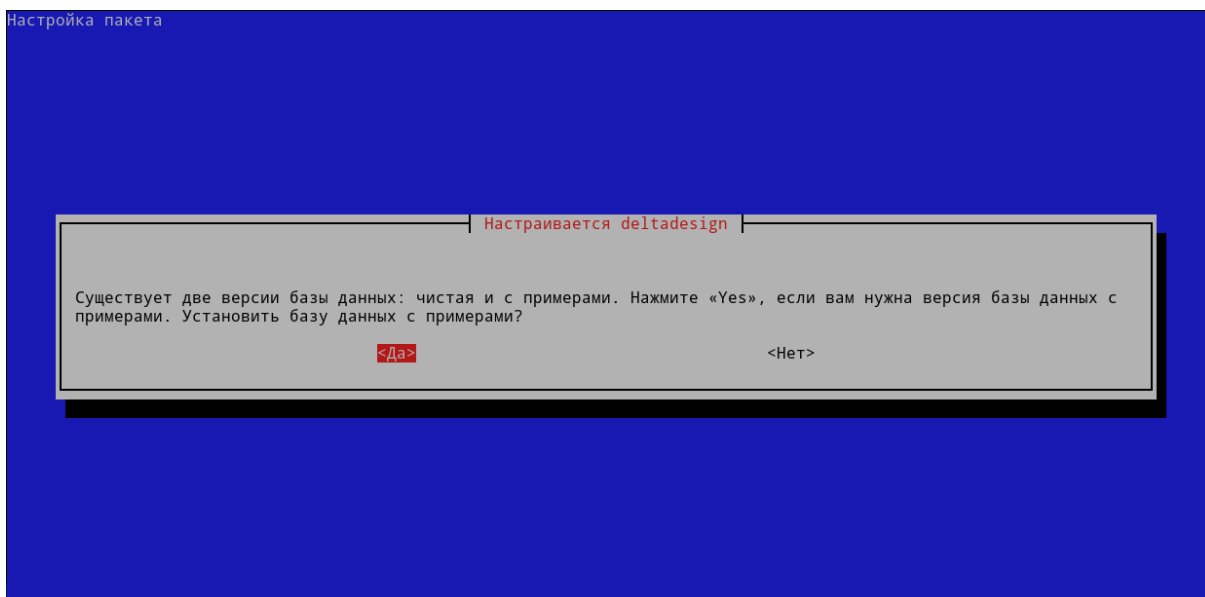 Настройка пакета
Настраивается deltadesign
Существует две версии базы данных: чистая и с примерами. Нажмите «Yes», если вам нужна версия базы данных с
примерами. Установить базу данных с примерами?
<Да> <Нет>